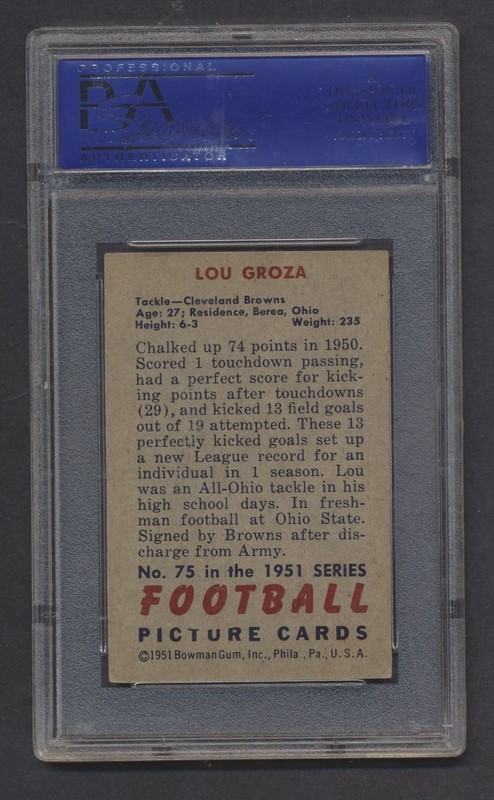 PROFESSIONAL
PSA
AUTHENTICATOR
LOU GROZA
Tackle—Cleveland Browns
Age: 27; Residence, Berea, Ohio
Height: 6-3 Weight: 235
Chalked up 74 points in 1950.
Scored 1 touchdown passing,
had a perfect score for kick-
ing points after touchdowns
(29), and kicked 13 field goals
out of 19 attempted. These 13
perfectly kicked goals set up
a new League record for an
individual in 1 season. Lou
was an All-Ohio tackle in his
high school days. In fresh-
man football at Ohio State.
Signed by Browns after dis-
charge from Army.
No. 75 in the 1951 SERIES
FOOTBALL
PICTURE CARDS
©1951 Bowman Gum, Inc., Phila., Pa., U.S.A.